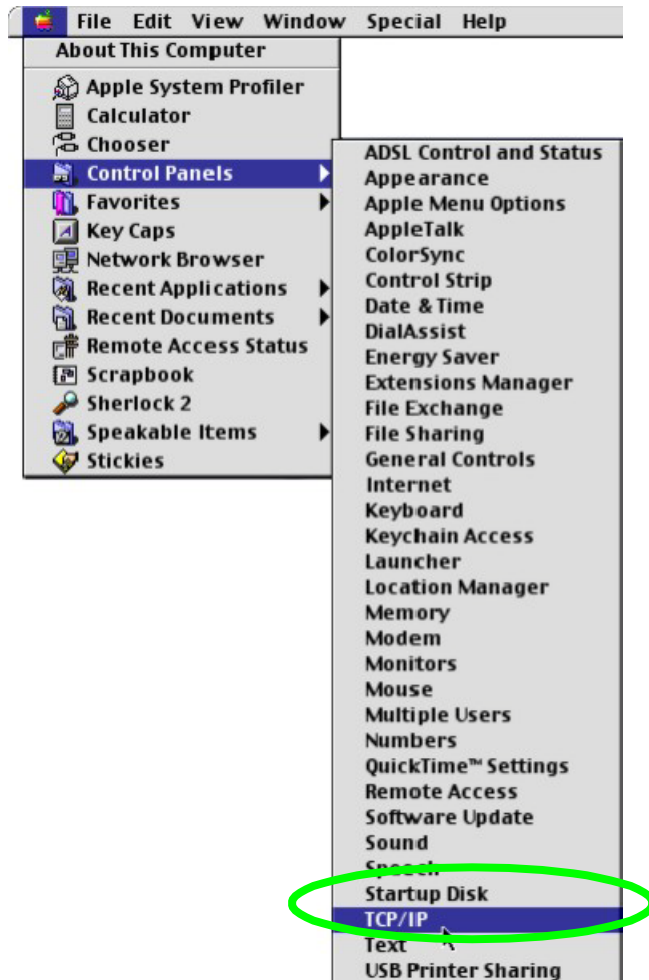 File Edit View Window Special Help
About This Computer
Apple System Profiler
Calculator
Chooser
Control Panels
Favorites
Key Caps
Network Browser
Recent Applications
Recent Documents
Remote Access Status
Scrapbook
Sherlock 2
Speakable Items
Stickies
ADSL Control and Status
Appearance
Apple Menu Options
AppleTalk
ColorSync
Control Strip
Date & Time
DialAssist
Energy Saver
Extensions Manager
File Exchange
File Sharing
General Controls
Internet
Keyboard
Keychain Access
Launcher
Location Manager
Memory
Modem
Monitors
Mouse
Multiple Users
Numbers
QuickTime™ Settings
Remote Access
Software Update
Sound
Speech
Startup Disk
TCP/IP
Text
USB Printer Sharing